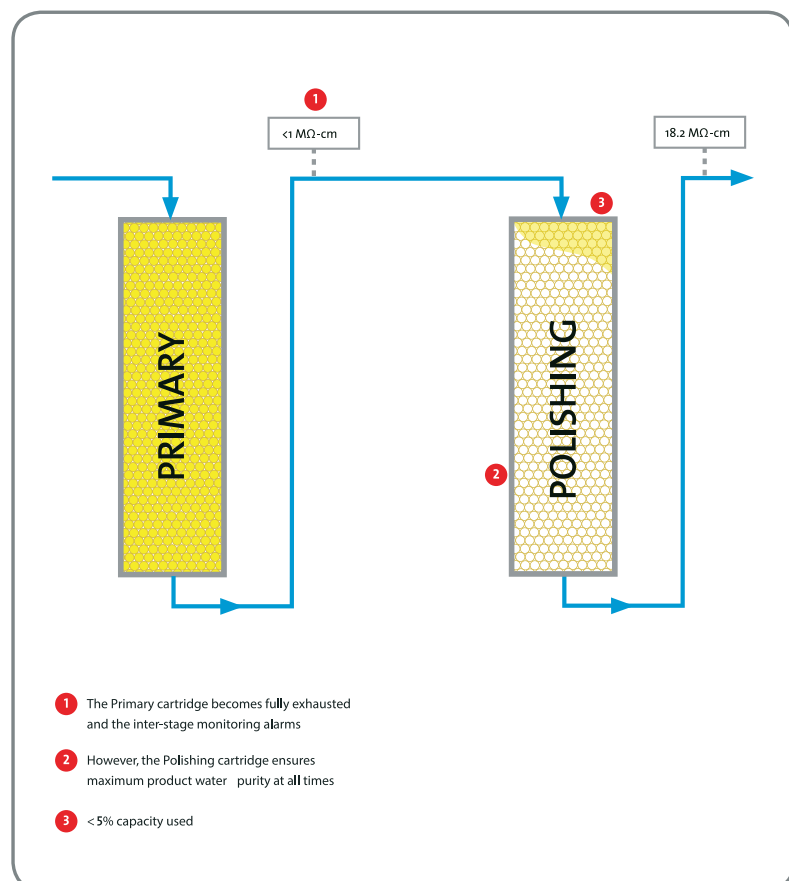 1
<1 MΩ-cm
18.2 MΩ-cm
3
PRIMARY
POLISHING
2
1 The Primary cartridge becomes fully exhausted
and the inter-stage monitoring alarms
2 However, the Polishing cartridge ensures
maximum product water purity at all times
3 <5% capacity used